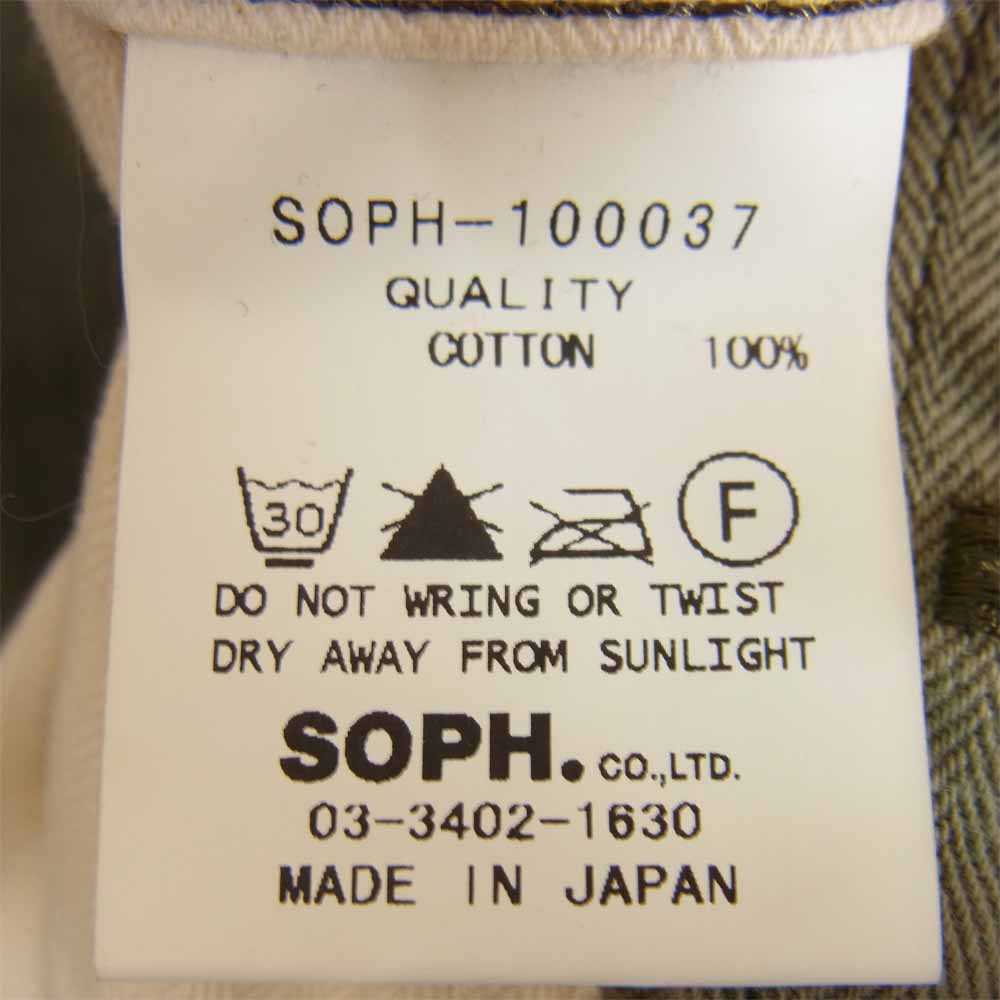 SOPH-100037
QUALITY
COTTON 100%
30 F
DO NOT WRING OR TWIST
DRY AWAY FROM SUNLIGHT
SOPH. CO.,LTD.
03-3402-1630
MADE IN JAPAN